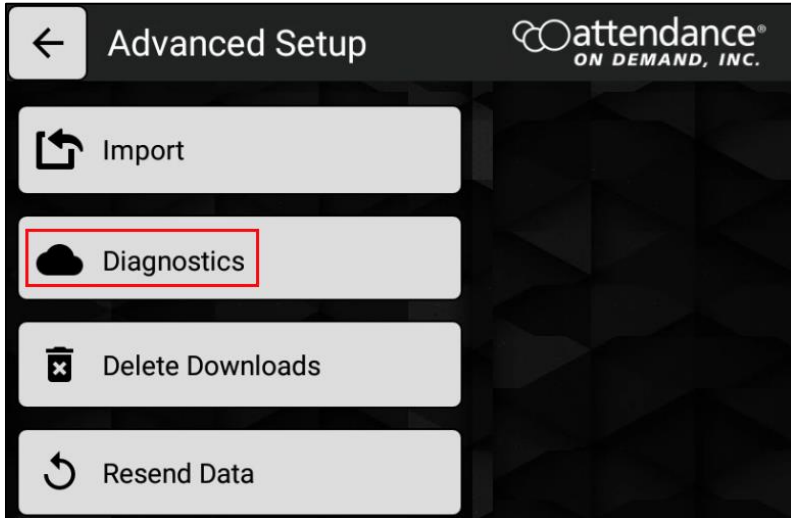 Advanced Setup
attendance®
ON DEMAND, INC.
Import
Diagnostics
Delete Downloads
Resend Data